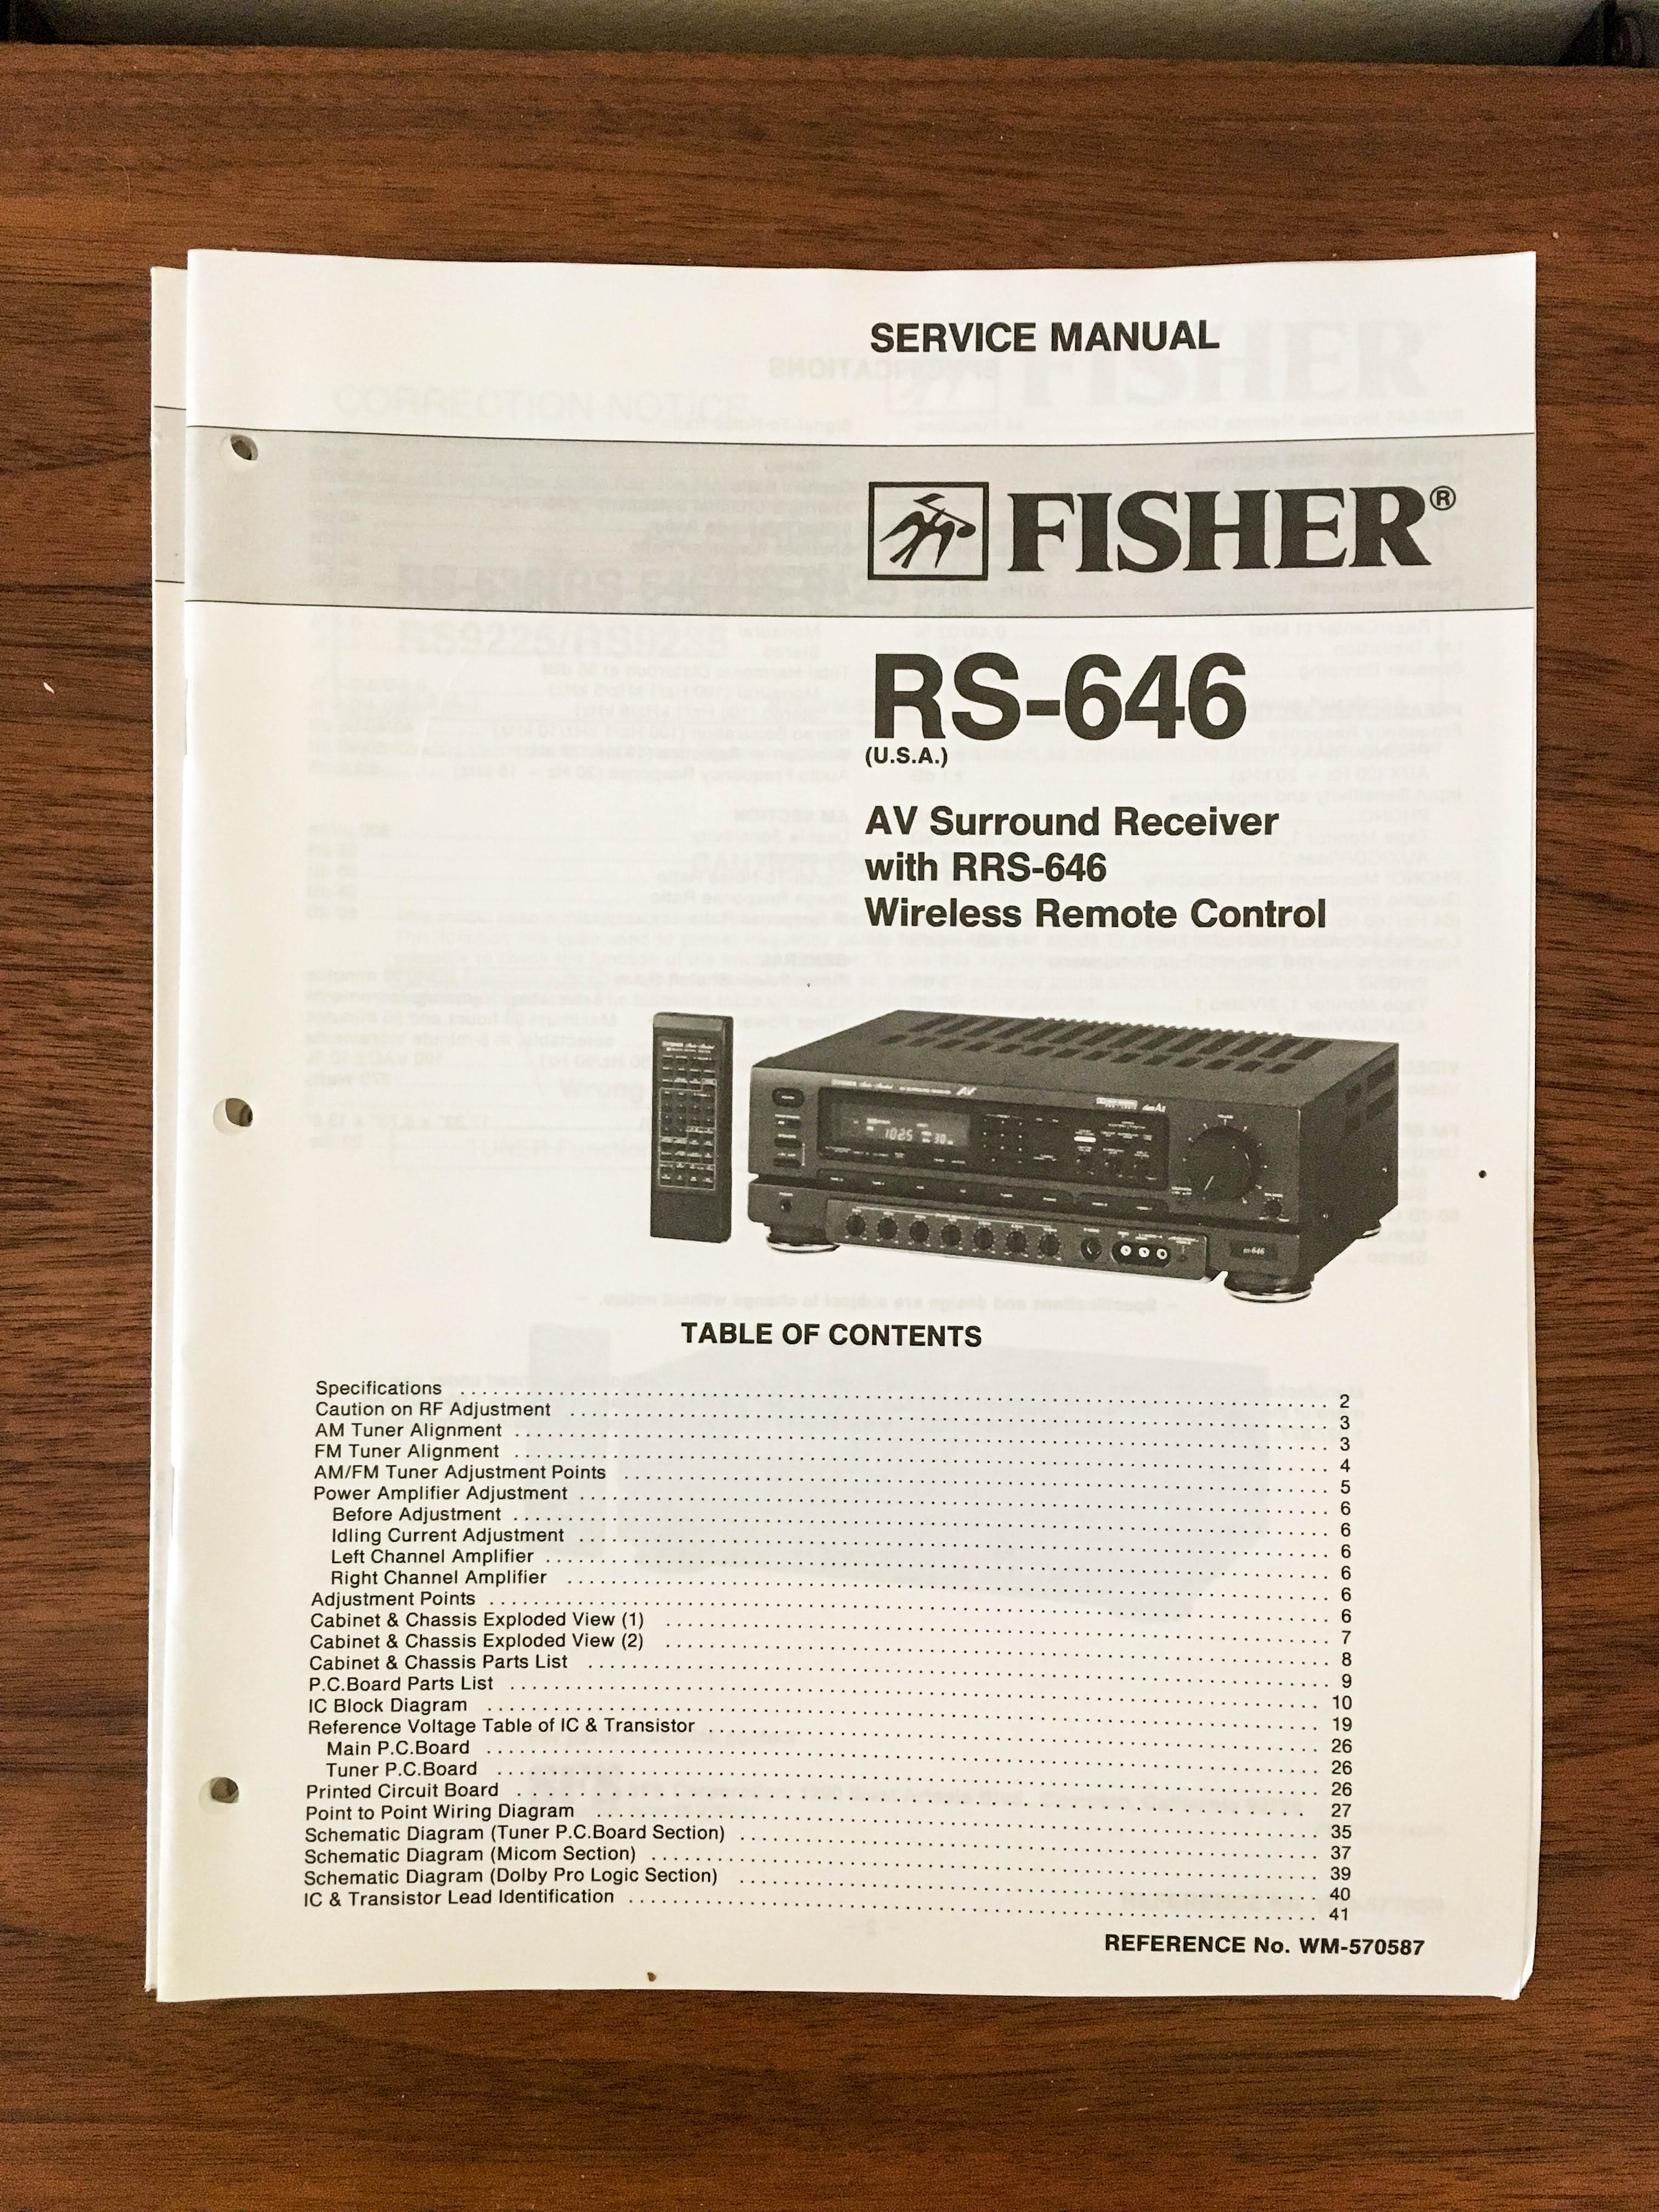 SERVICE MANUAL
FISHER®
RS-646
(U.S.A.)
AV Surround Receiver
with RRS-646
Wireless Remote Control
FISHER
AV
1025 30
RS-646
TABLE OF CONTENTS
Specifications . . . . . . . . . . 2
Caution on RF Adjustment . . . . . . . . . . 3
AM Tuner Alignment . . . . . . . . . . 3
FM Tuner Alignment . . . . . . . . . . 4
AM/FM Tuner Adjustment Points . . . . . . . . . . 5
Power Amplifier Adjustment . . . . . . . . . . 6
Before Adjustment . . . . . . . . . . 6
Idling Current Adjustment . . . . . . . . . . 6
Left Channel Amplifier . . . . . . . . . . 6
Right Channel Amplifier . . . . . . . . . . 6
Adjustment Points . . . . . . . . . . 6
Cabinet & Chassis Exploded View (1) . . . . . . . . . . 7
Cabinet & Chassis Exploded View (2) . . . . . . . . . . 8
Cabinet & Chassis Parts List . . . . . . . . . . 9
P.C.Board Parts List . . . . . . . . . . 10
IC Block Diagram . . . . . . . . . . 19
Reference Voltage Table of IC & Transistor . . . . . . . . . . 26
Main P.C.Board . . . . . . . . . . 26
Tuner P.C.Board . . . . . . . . . . 26
Printed Circuit Board . . . . . . . . . . 27
Point to Point Wiring Diagram . . . . . . . . . . 35
Schematic Diagram (Tuner P.C.Board Section) . . . . . . . . . . 37
Schematic Diagram (Micom Section) . . . . . . . . . . 39
Schematic Diagram (Dolby Pro Logic Section) . . . . . . . . . . 40
IC & Transistor Lead Identification . . . . . . . . . . 41
REFERENCE No. WM-570587